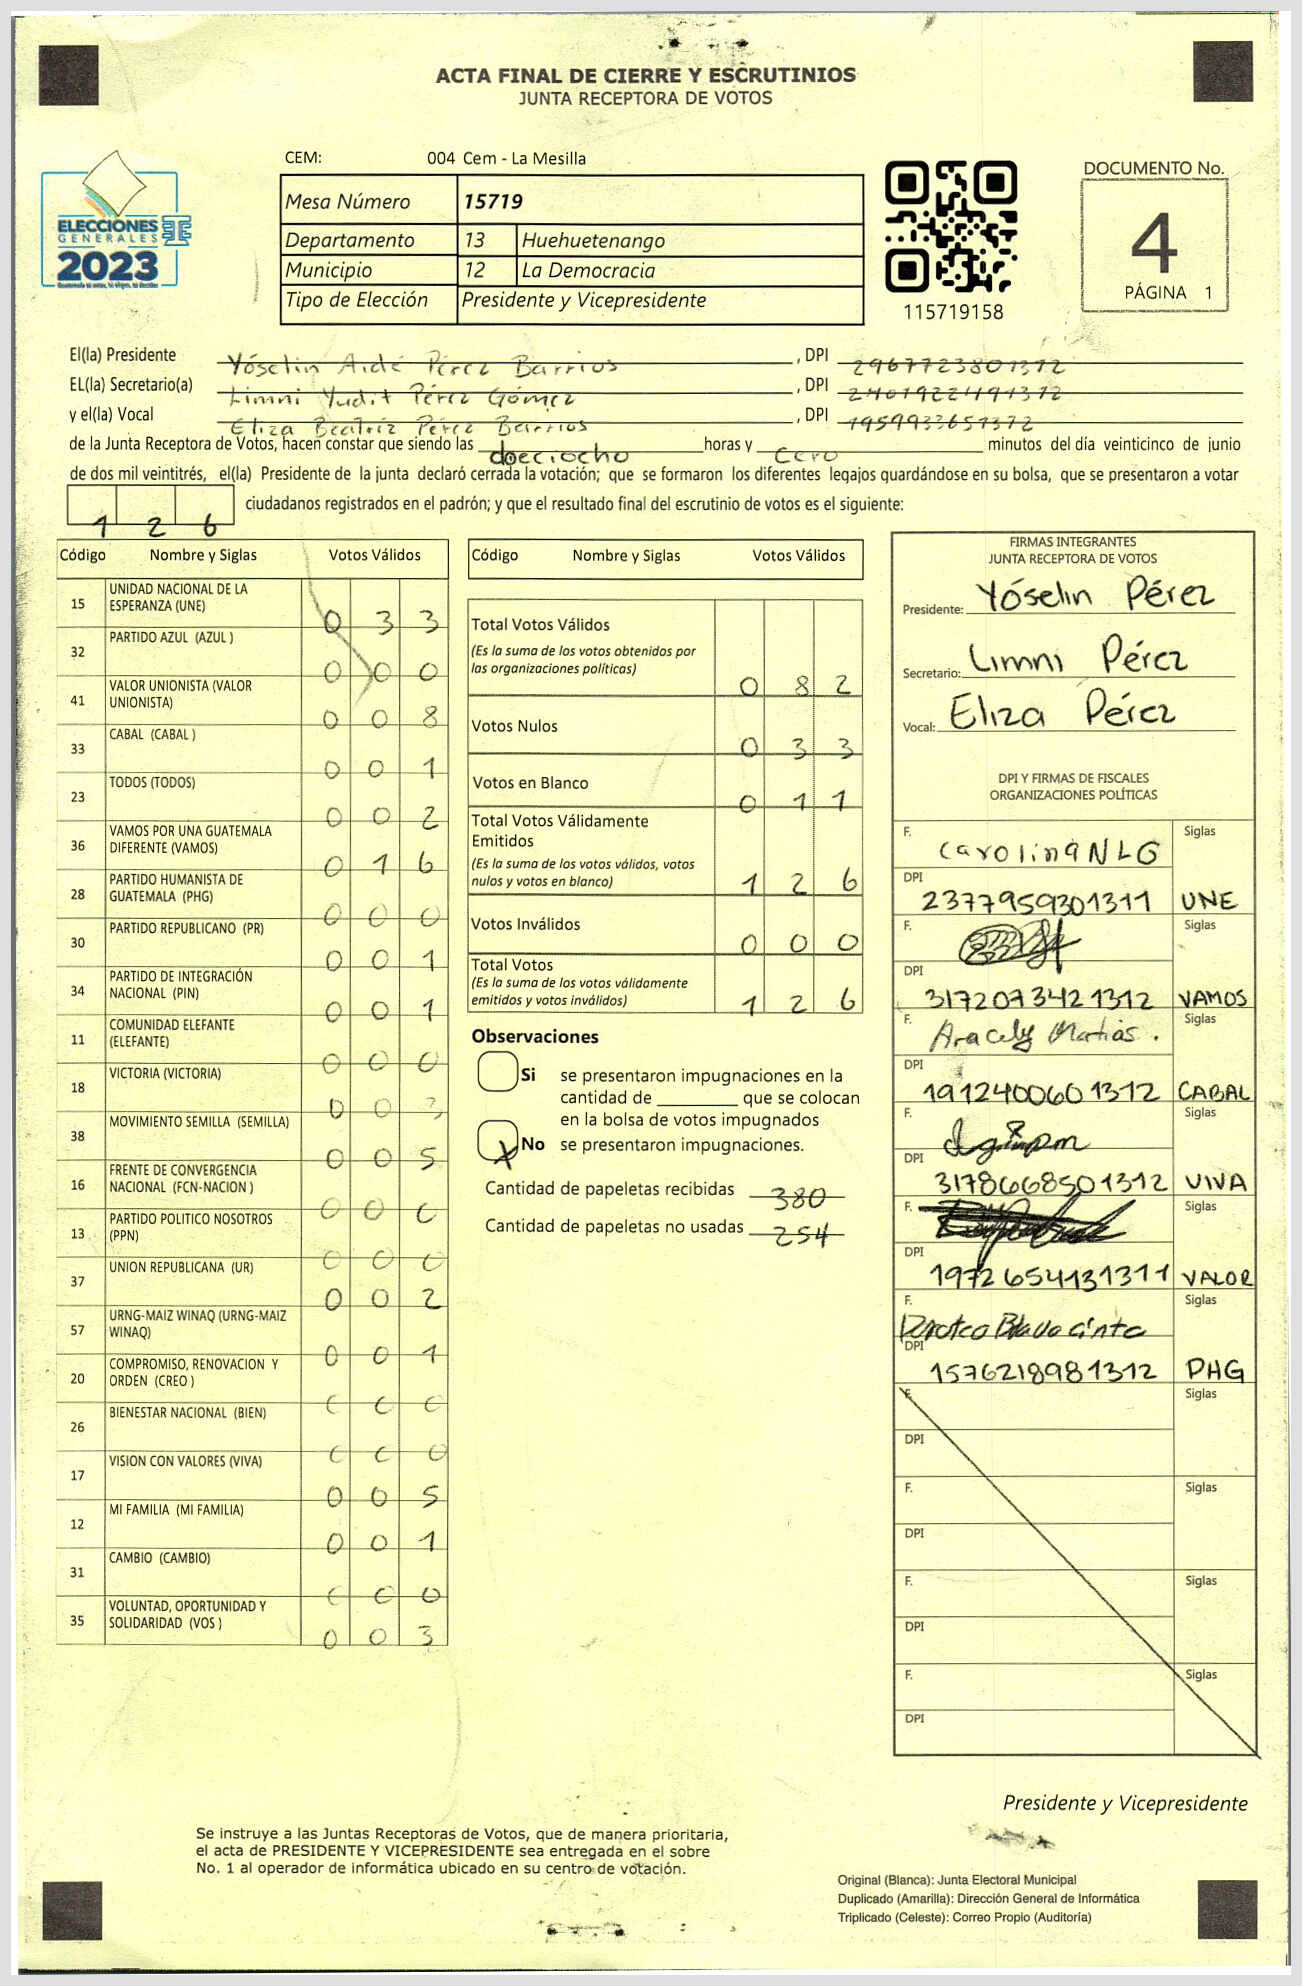 ACTA FINAL DE CIERRE Y ESCRUTINIOS
JUNTA RECEPTORA DE VOTOS
ELECCIONES
GENERALES
2023
CEM: 004 Cem - La Mesilla
Mesa Número 15719
Departamento 13 Huehuetenango
Municipio 12 La Democracia
Tipo de Elección Presidente y Vicepresidente
115719158
DOCUMENTO No.
4
PÁGINA 1
El(la) Presidente Yóselin Aidé Pérez Barrios, DPI 2967723801312
EL(la) Secretario(a) Limni Yudit Pérez Gómez, DPI 2401922491312
y el(la) Vocal Eliza Beatriz Pérez Barrios, DPI
de la Junta Receptora de Votos, hacen constar que siendo las dieciocho horas y cero minutos del día veinticinco de junio
de dos mil veintitrés, el(la) Presidente de la junta declaró cerrada la votación; que se formaron los diferentes legajos quardándose en su bolsa, que se presentaron a votar
1 2 6 ciudadanos registrados en el padrón; y que el resultado final del escrutinio de votos es el siguiente:
Código Nombre y Siglas Votos Válidos
15 UNIDAD NACIONAL DE LA ESPERANZA (UNE) 0 3 3
32 PARTIDO AZUL (AZUL ) 0 0 0
41 VALOR UNIONISTA (VALOR UNIONISTA) 0 0 8
33 CABAL (CABAL ) 0 0 1
23 TODOS (TODOS) 0 0 2
36 VAMOS POR UNA GUATEMALA DIFERENTE (VAMOS) 0 1 6
28 PARTIDO HUMANISTA DE GUATEMALA (PHG) 0 0 0
30 PARTIDO REPUBLICANO (PR) 0 0 1
34 PARTIDO DE INTEGRACIÓN NACIONAL (PIN) 0 0 1
11 COMUNIDAD ELEFANTE (ELEFANTE) 0 0 0
18 VICTORIA (VICTORIA) 0 0 3
38 MOVIMIENTO SEMILLA (SEMILLA) 0 0 5
16 FRENTE DE CONVERGENCIA NACIONAL (FCN-NACION ) 0 0 0
13 PARTIDO POLITICO NOSOTROS (PPN) 0 0 0
37 UNION REPUBLICANA (UR) 0 0 2
57 URNG-MAIZ WINAQ (URNG-MAIZ WINAQ) 0 0 1
20 COMPROMISO, RENOVACION Y ORDEN (CREO ) 0 0 0
26 BIENESTAR NACIONAL (BIEN) 0 0 0
17 VISION CON VALORES (VIVA) 0 0 5
12 MI FAMILIA (MI FAMILIA) 0 0 1
31 CAMBIO (CAMBIO) 0 0 0
35 VOLUNTAD, OPORTUNIDAD Y SOLIDARIDAD (VOS ) 0 0 3
Código Nombre y Siglas Votos Válidos
Total Votos Válidos 0 8 2
(Es la suma de los votos obtenidos por
las organizaciones politicas)
Votos Nulos 0 3 3
Votos en Blanco 0 1 1
Total Votos Válidamente
Emitidos 1 2 6
(Es la suma de los votos válidos, votos
nulos y votos en blanco)
Votos Inválidos 0 0 0
Total Votos 1 2 6
(Es la suma de los votos válidamente
emitidos y votos inválidos)
Observaciones
Si se presentaron impugnaciones en la
cantidad de ________ que se colocan
en la bolsa de votos impugnados
X No se presentaron impugnaciones.
Cantidad de papeletas recibidas 380
Cantidad de papeletas no usadas 254
FIRMAS INTEGRANTES
JUNTA RECEPTORA DE VOTOS
Presidente: Yóselin Pérez
Secretario: Limni Pérez
Vocal: Eliza Pérez
DPI Y FIRMAS DE FISCALES
ORGANIZACIONES POLÍTICAS
F. Carolina NLG Siglas
DPI 2377959301311 UNE
F. Siglas
DPI 3172073421312 VAMOS
F. Aracely Matias. Siglas
DPI 191240060 1312 CABAL
F. Siglas
DPI 3178668501312 VIVA
F. Siglas
DPI 1972654131311 VALOR
F. Siglas
DPI 1576218981312 PHG
F. Siglas
DPI
F. Siglas
DPI
F. Siglas
DPI
F. Siglas
DPI
Presidente y Vicepresidente
Se instruye a las Juntas Receptoras de Votos, que de manera prioritaria,
el acta de PRESIDENTE Y VICEPRESIDENTE sea entregada en el sobre
No. 1 al operador de informática ubicado en su centro de votación.
Original (Blanca): Junta Electoral Municipal
Duplicado (Amarilla): Dirección General de Informática
Triplicado (Celeste): Correo Propio (Auditoría)